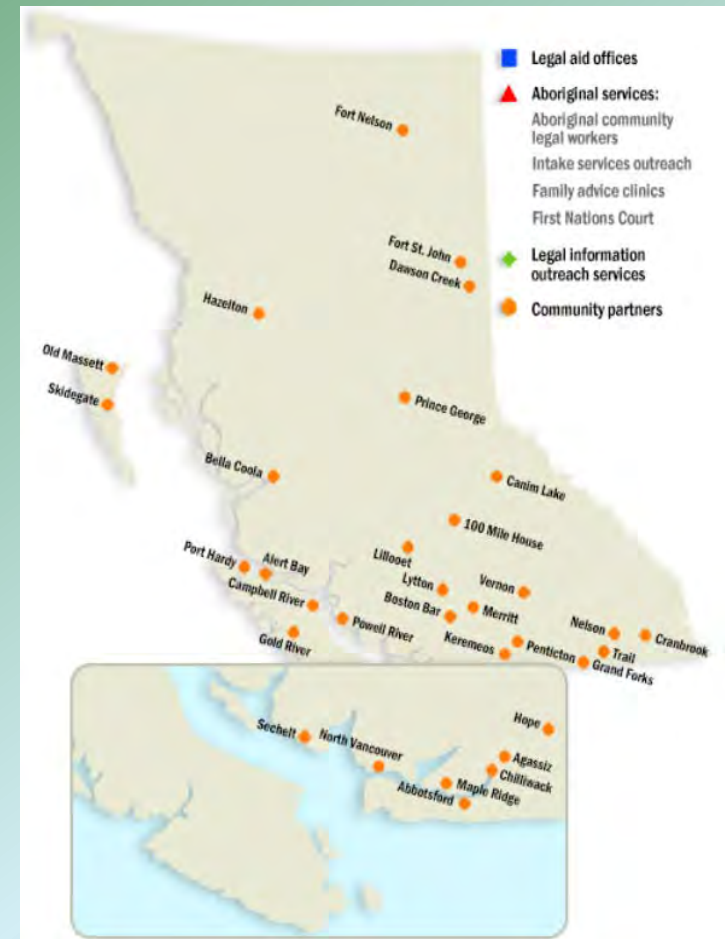 Legal aid offices
Aboriginal services:
Aboriginal community
legal workers
Intake services outreach
Family advice clinics
First Nations Court
Legal information
outreach services
Community partners
Fort Nelson
Fort St. John
Dawson Creek
Hazelton
Old Massett
Skidegate
Prince George
Bella Coola
Canim Lake
100 Mile House
Lillooet
Port Hardy
Alert Bay
Lytton
Vernon
Campbell River
Boston Bar
Merritt
Powell River
Nelson
Cranbrook
Gold River
Keremeos
Penticton
Trail
Grand Forks
Hope
Sechelt
North Vancouver
Agassiz
Chilliwack
Maple Ridge
Abbotsford